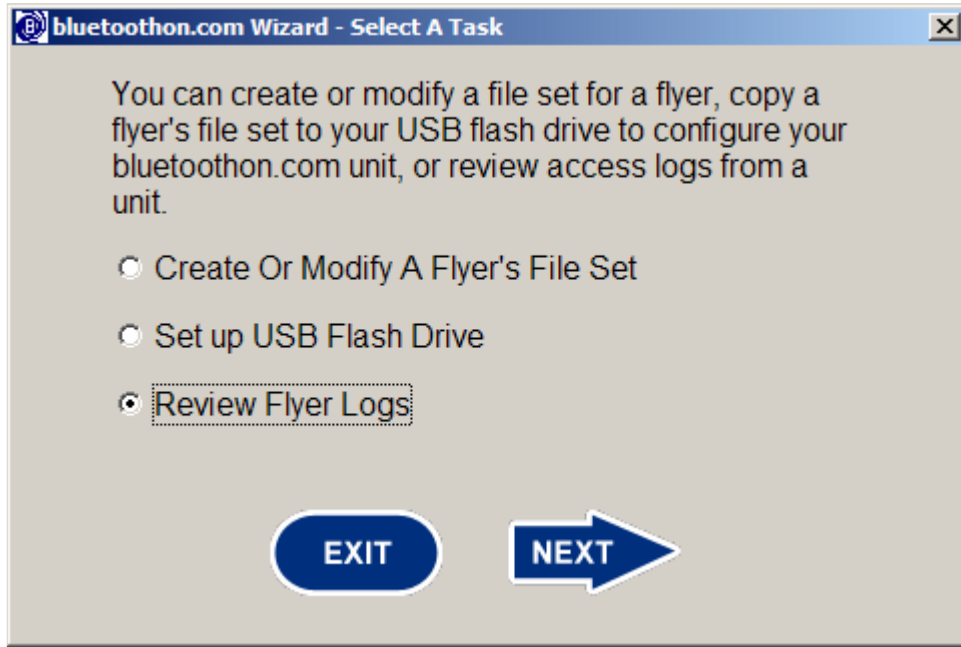 bluetoothon.com Wizard - Select A Task
You can create or modify a file set for a flyer, copy a
flyer's file set to your USB flash drive to configure your
bluetoothon.com unit, or review access logs from a
unit.
Create Or Modify A Flyer's File Set
Set up USB Flash Drive
Review Flyer Logs
EXIT NEXT